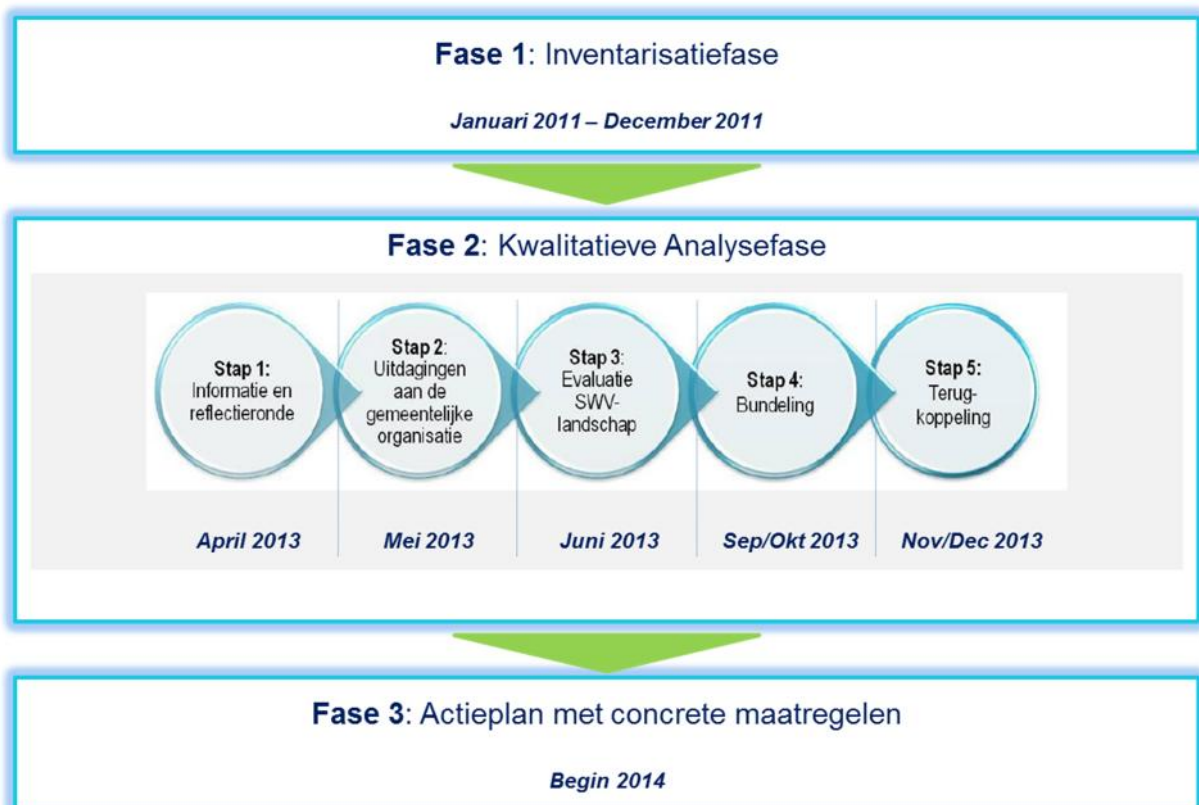 Fase 1: Inventarisatiefase
Januari 2011 – December 2011
Fase 2: Kwalitatieve Analysefase
Stap 1:
Informatie en
reflectieronde
Stap 2:
Uitdagingen
aan de
gemeentelijke
organisatie
Stap 3:
Evaluatie
SWV-
landschap
Stap 4:
Bundeling
Stap 5:
Terug-
koppeling
April 2013
Mei 2013
Juni 2013
Sep/Okt 2013
Nov/Dec 2013
Fase 3: Actieplan met concrete maatregelen
Begin 2014